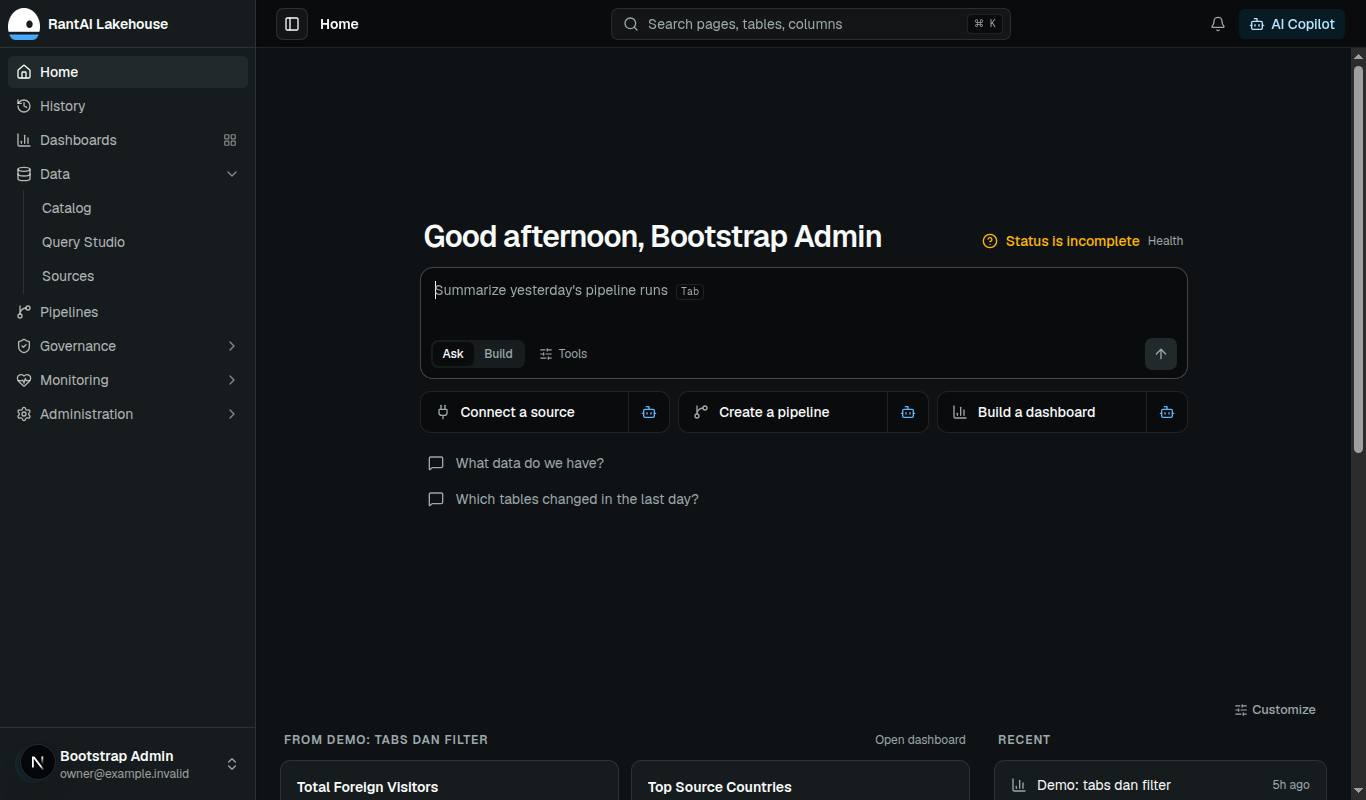 RantAI Lakehouse
Home
Search pages, tables, columns
⌘ K
AI Copilot
Home
History
Dashboards
Data
Catalog
Query Studio
Sources
Pipelines
Governance
Monitoring
Administration
Good afternoon, Bootstrap Admin
Status is incomplete Health
Summarize yesterday's pipeline runs Tab
Ask Build Tools
Connect a source
Create a pipeline
Build a dashboard
What data do we have?
Which tables changed in the last day?
Customize
FROM DEMO: TABS DAN FILTER
Open dashboard
RECENT
Total Foreign Visitors
Top Source Countries
Demo: tabs dan filter 5h ago
N
Bootstrap Admin
owner@example.invalid